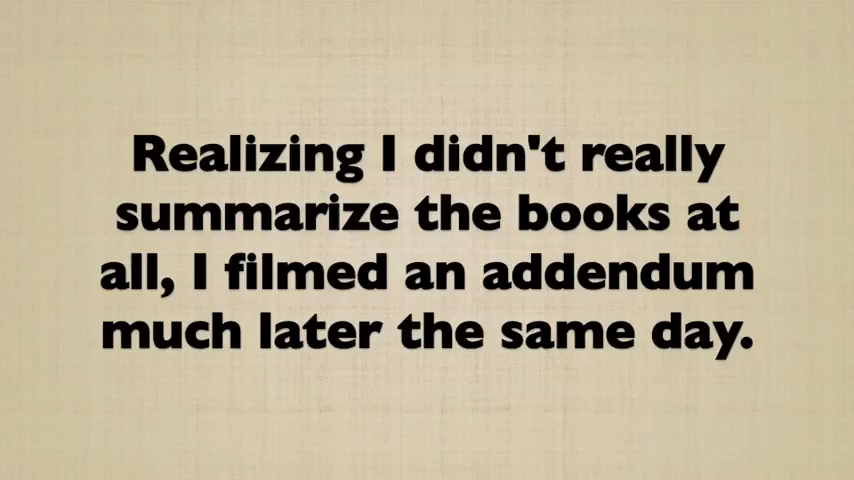 Realizing I didn't really
summarize the books at
all, I filmed an addendum
much later the same day.